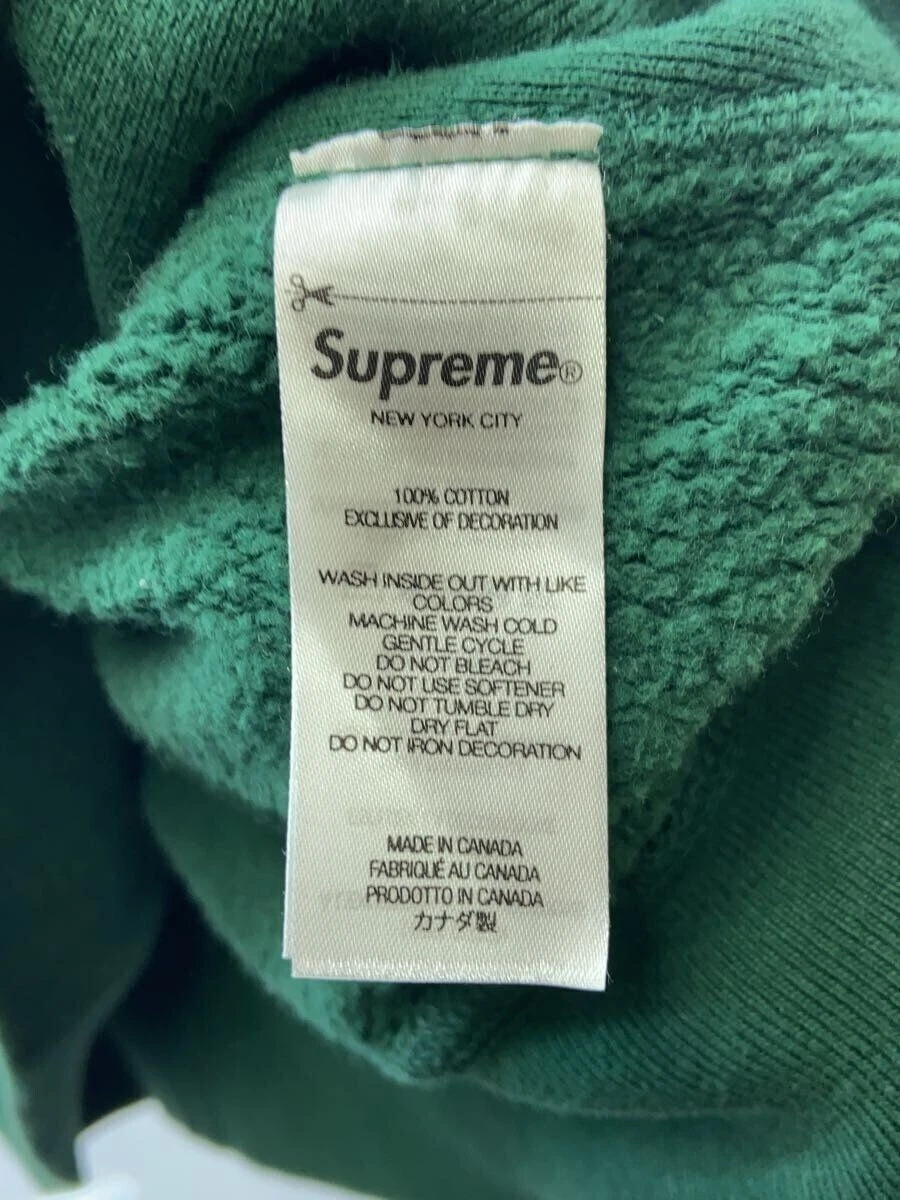 Supreme®
NEW YORK CITY
100% COTTON
EXCLUSIVE OF DECORATION
WASH INSIDE OUT WITH LIKE
COLORS
MACHINE WASH COLD
GENTLE CYCLE
DO NOT BLEACH
DO NOT USE SOFTENER
DO NOT TUMBLE DRY
DRY FLAT
DO NOT IRON DECORATION
MADE IN CANADA
FABRIQUÉ AU CANADA
PRODOTTO IN CANADA
カナダ製